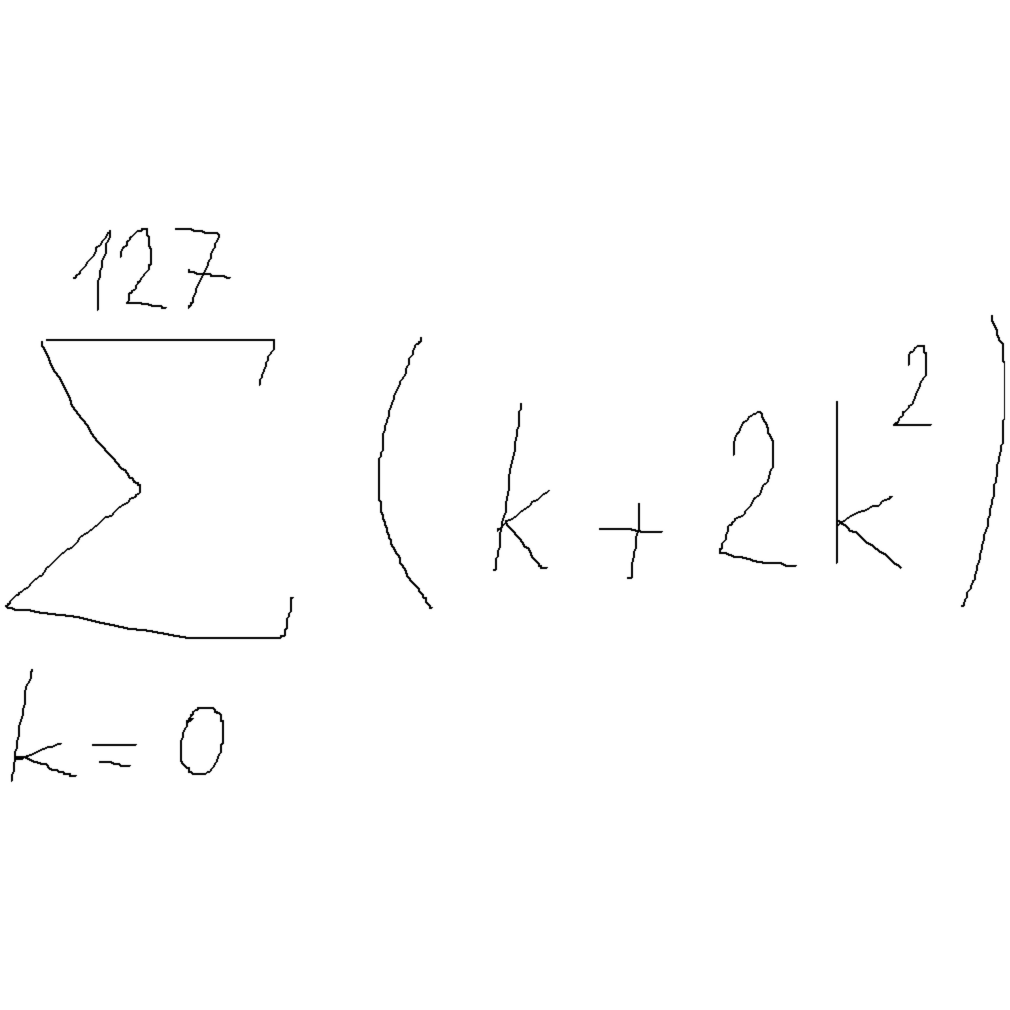 127
∑ (k + 2k²)
k = 0